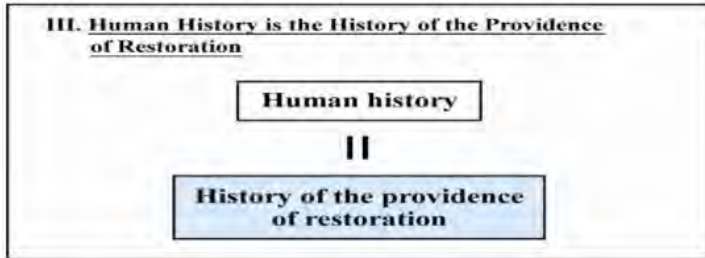 III. Human History is the History of the Providence
of Restoration
Human history
=
History of the providence
of restoration